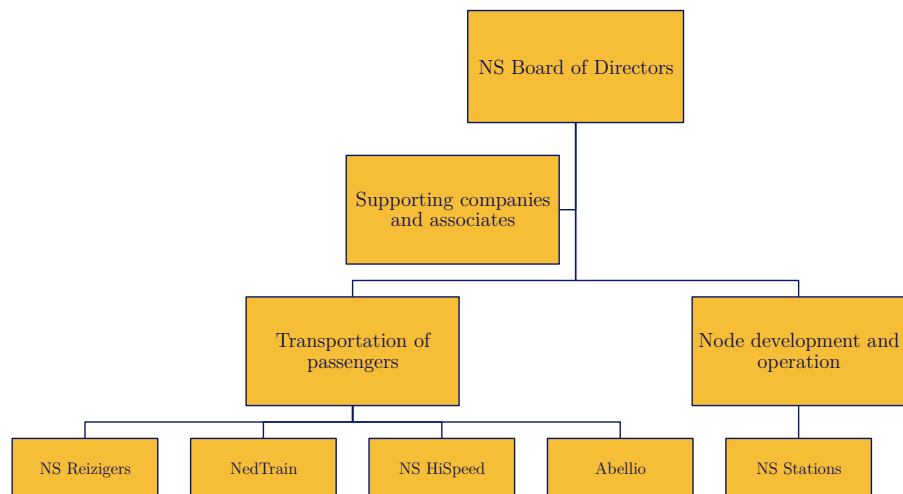 NS Board of Directors
Supporting companies
and associates
Transportation of
passengers
Node development and
operation
NS Reizigers
NedTrain
NS HiSpeed
Abellio
NS Stations